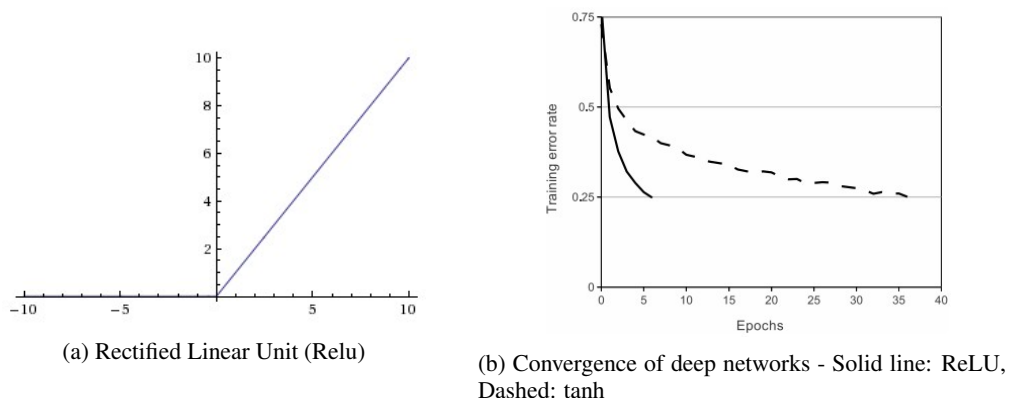 10
8
6
4
2
−10
−5
5
10
(a) Rectified Linear Unit (Relu)
0.75
0.5
0.25
0
Training error rate
0 5 10 15 20 25 30 35 40
Epochs
(b) Convergence of deep networks - Solid line: ReLU,
Dashed: tanh